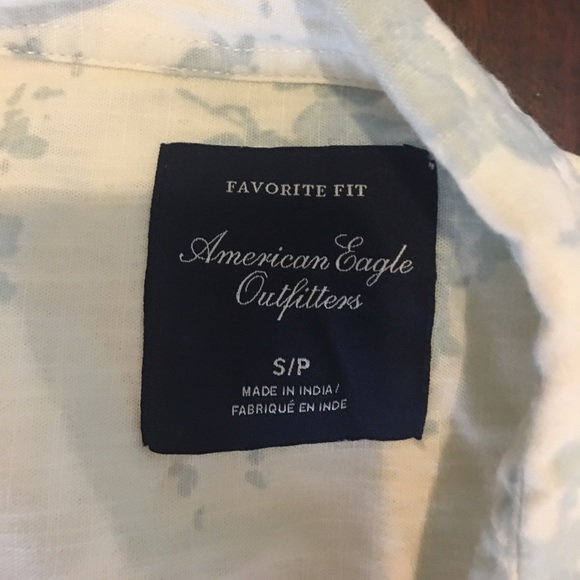 FAVORITE FIT
American Eagle
Outfitters
S/P
MADE IN INDIA/
FABRIQUÉ EN INDE